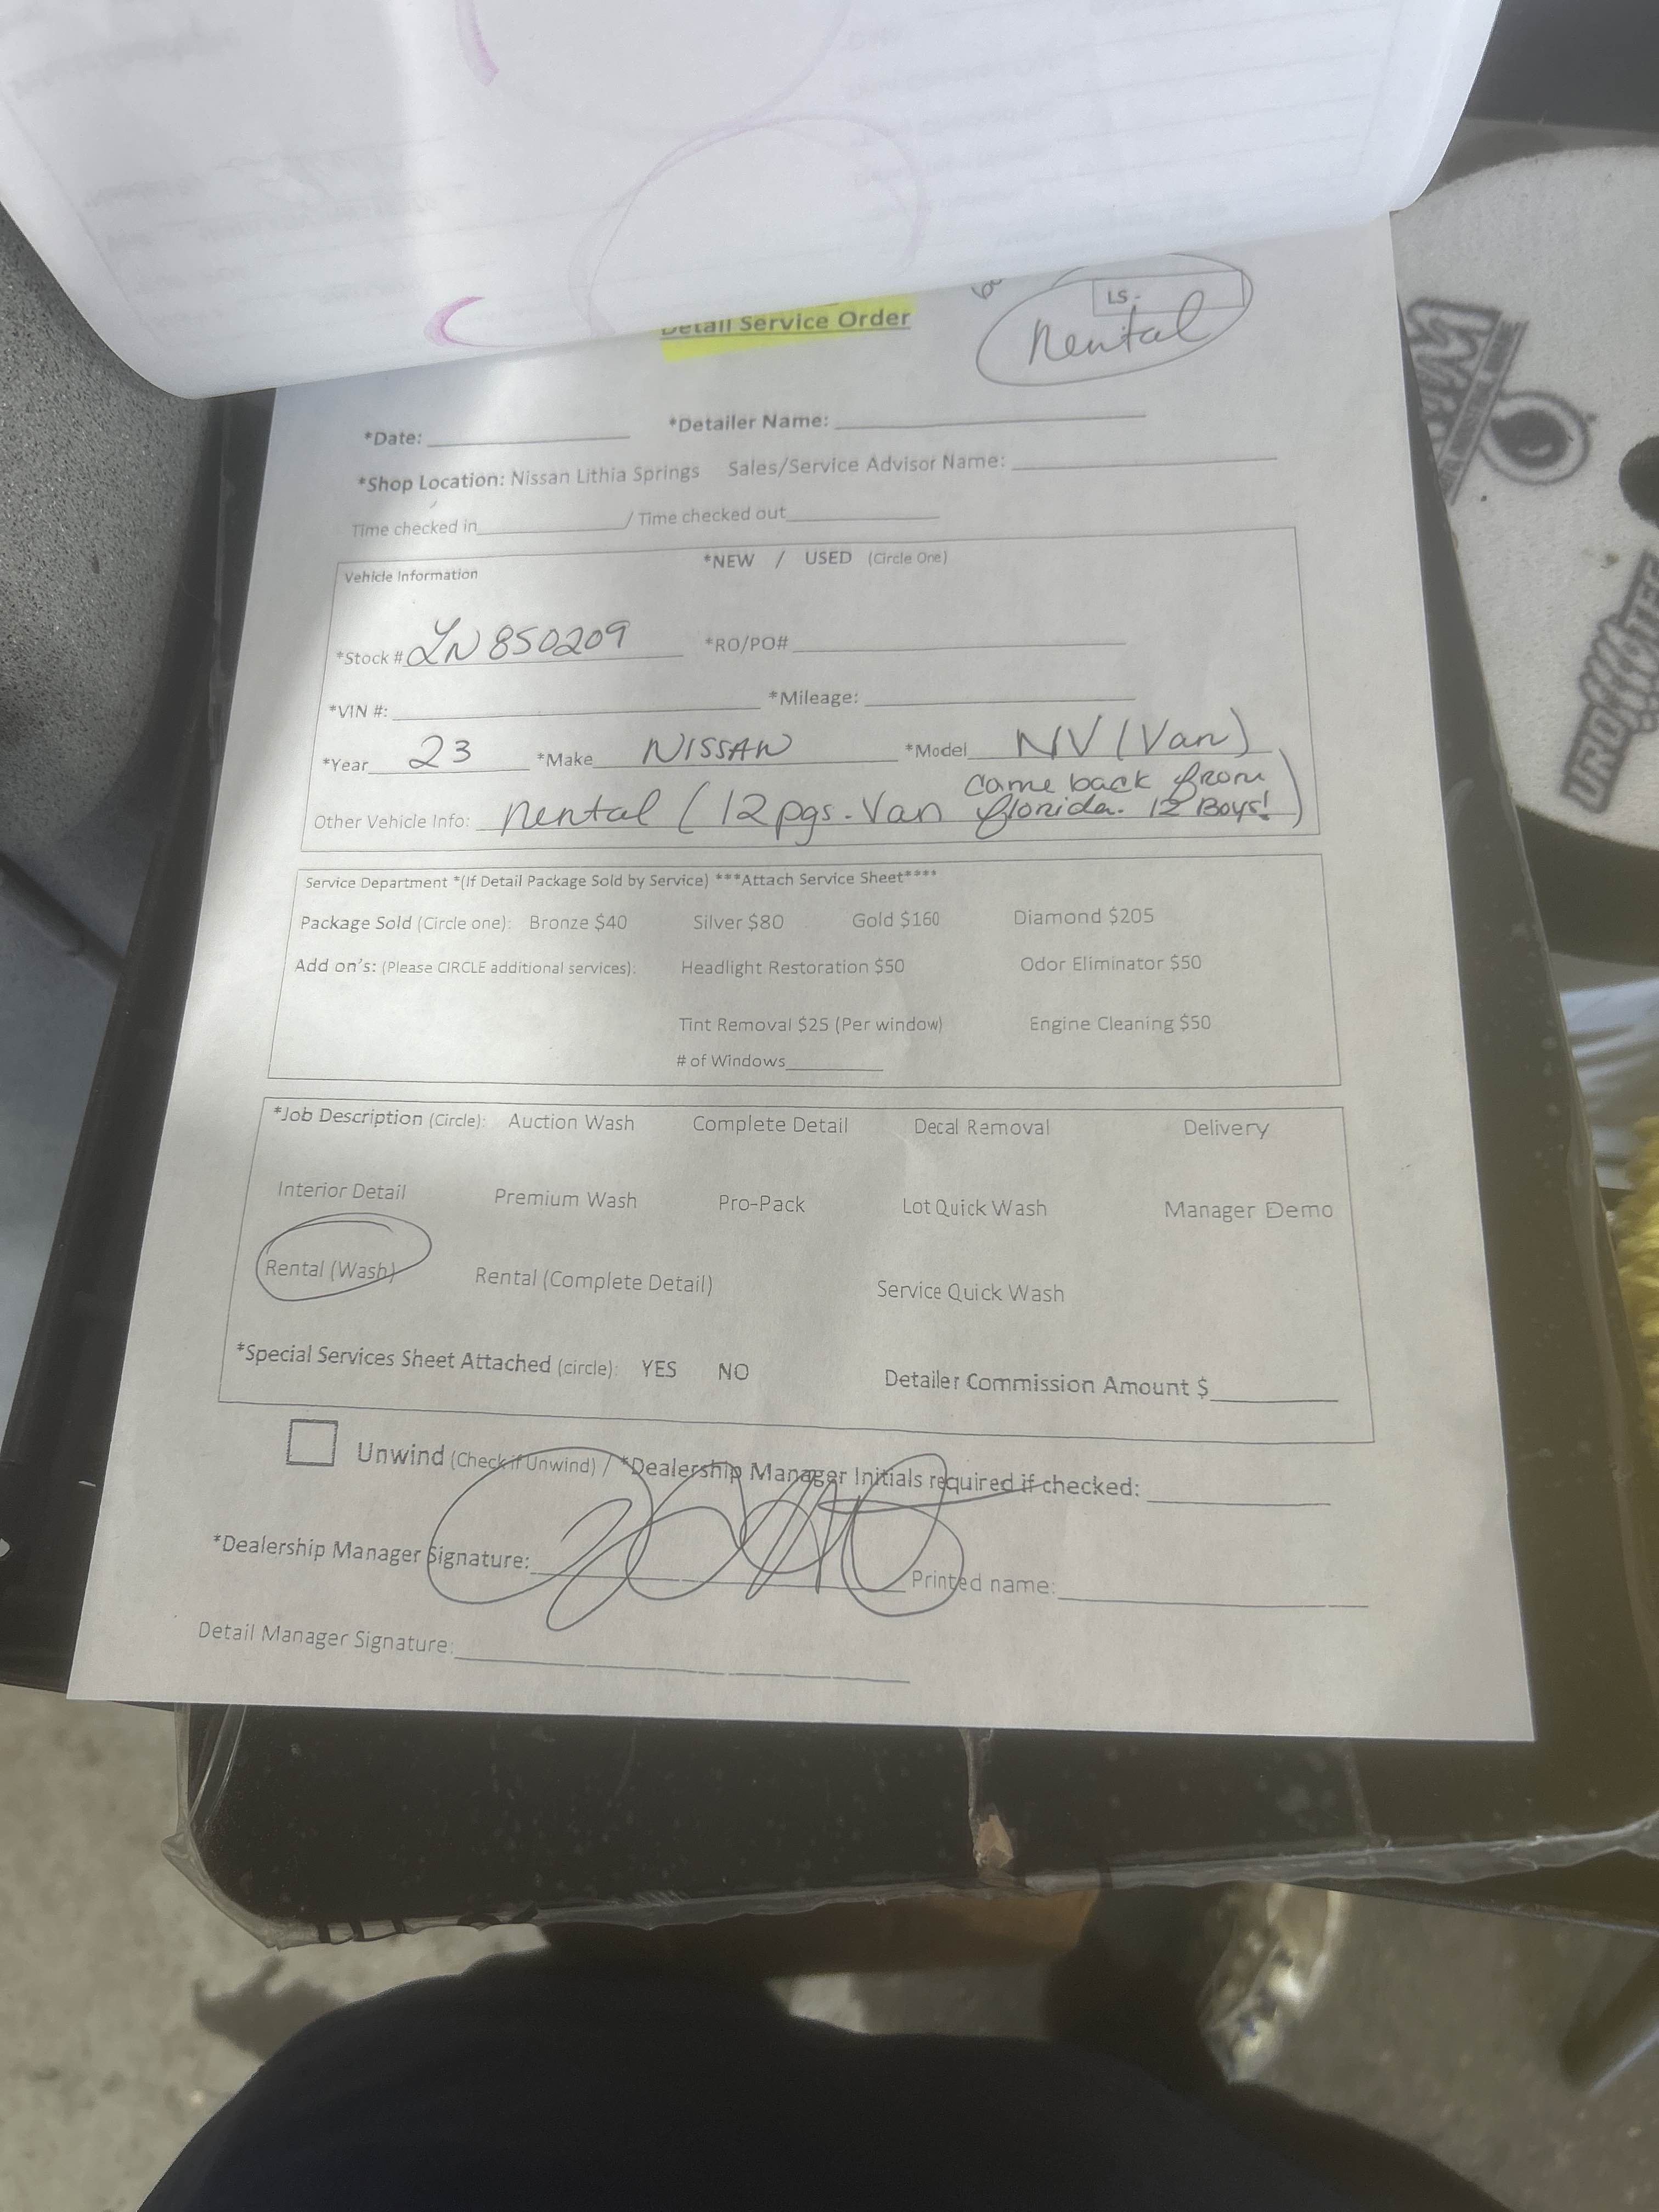 LS-
Detail Service Order
Rental
*Date: *Detailer Name:
*Shop Location: Nissan Lithia Springs Sales/Service Advisor Name:
Time checked in / Time checked out
*NEW / USED (Circle One)
Vehicle Information
*Stock # LN 850209 *RO/PO#
*VIN #: *Mileage:
*Year 23 *Make NISSAN *Model NV (Van)
Other Vehicle Info: Rental (12 pgs. Van Came back from
florida. 12 Boys!)
Service Department *(If Detail Package Sold by Service) ***Attach Service Sheet****
Package Sold (Circle one): Bronze $40 Silver $80 Gold $160 Diamond $205
Add on's: (Please CIRCLE additional services): Headlight Restoration $50 Odor Eliminator $50
Tint Removal $25 (Per window) Engine Cleaning $50
# of Windows
*Job Description (Circle): Auction Wash Complete Detail Decal Removal Delivery
Interior Detail Premium Wash Pro-Pack Lot Quick Wash Manager Demo
Rental (Wash) Rental (Complete Detail) Service Quick Wash
*Special Services Sheet Attached (circle): YES NO Detailer Commission Amount $
Unwind (Check if Unwind) / *Dealership Manager Initials required if checked:
*Dealership Manager Signature: Printed name:
Detail Manager Signature: